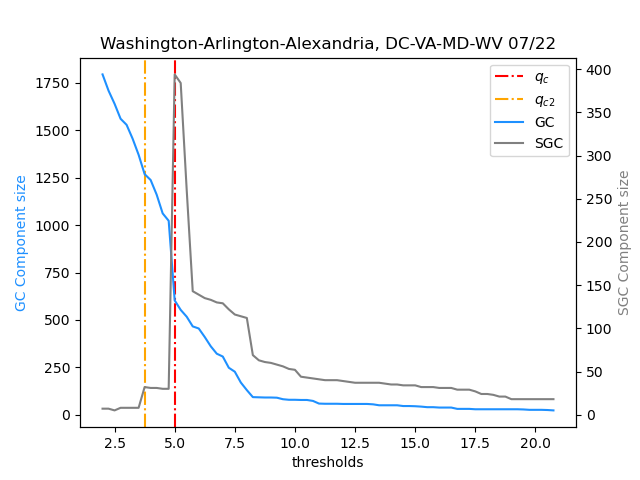 Washington-Arlington-Alexandria, DC-VA-MD-WV 07/22
q_c
q_{c2}
GC
SGC
GC Component size
1750
1500
1250
1000
750
500
250
0
400
350
300
250
200
150
100
50
0
SGC Component size
2.5 5.0 7.5 10.0 12.5 15.0 17.5 20.0
thresholds